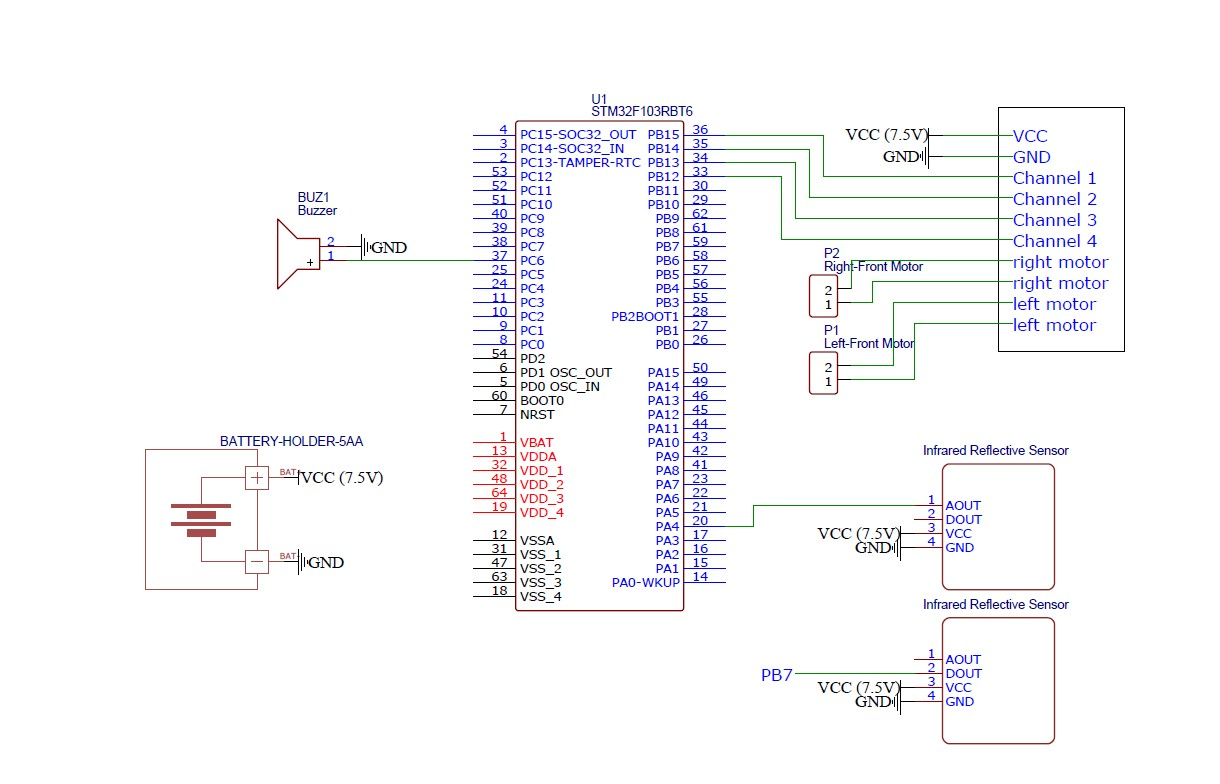 U1
STM32F103RBT6
4 PC15-SOC32_OUT PB15 36
3 PC14-SOC32_IN PB14 35
2 PC13-TAMPER-RTC PB13 34
53 PC12 PB12 33
52 PC11 PB11 30
51 PC10 PB10 29
40 PC9 PB9 62
39 PC8 PB8 61
38 PC7 PB7 59
37 PC6 PB6 58
25 PC5 PB5 57
24 PC4 PB4 56
11 PC3 PB3 55
10 PC2 PB2BOOT1 28
9 PC1 PB1 27
8 PC0 PB0 26
54 PD2
6 PD1 OSC_OUT PA15 50
5 PD0 OSC_IN PA14 49
60 BOOT0 PA13 46
7 NRST PA12 45
PA11 44
1 VBAT PA10 43
13 VDDA PA9 42
32 VDD_1 PA8 41
48 VDD_2 PA7 23
64 VDD_3 PA6 22
19 VDD_4 PA5 21
PA4 20
12 VSSA PA3 17
31 VSS_1 PA2 16
47 VSS_2 PA1 15
63 VSS_3 PA0-WKUP 14
18 VSS_4
BUZ1
Buzzer
2 GND
1
+
BATTERY-HOLDER-5AA
+ BAT VCC (7.5V)
- BAT GND
VCC (7.5V) VCC
GND GND
Channel 1
Channel 2
Channel 3
Channel 4
right motor
right motor
left motor
left motor
P2
Right-Front Motor
2
1
P1
Left-Front Motor
2
1
Infrared Reflective Sensor
1 AOUT
2 DOUT
VCC (7.5V) 3 VCC
GND 4 GND
Infrared Reflective Sensor
1 AOUT
PB7 2 DOUT
VCC (7.5V) 3 VCC
GND 4 GND